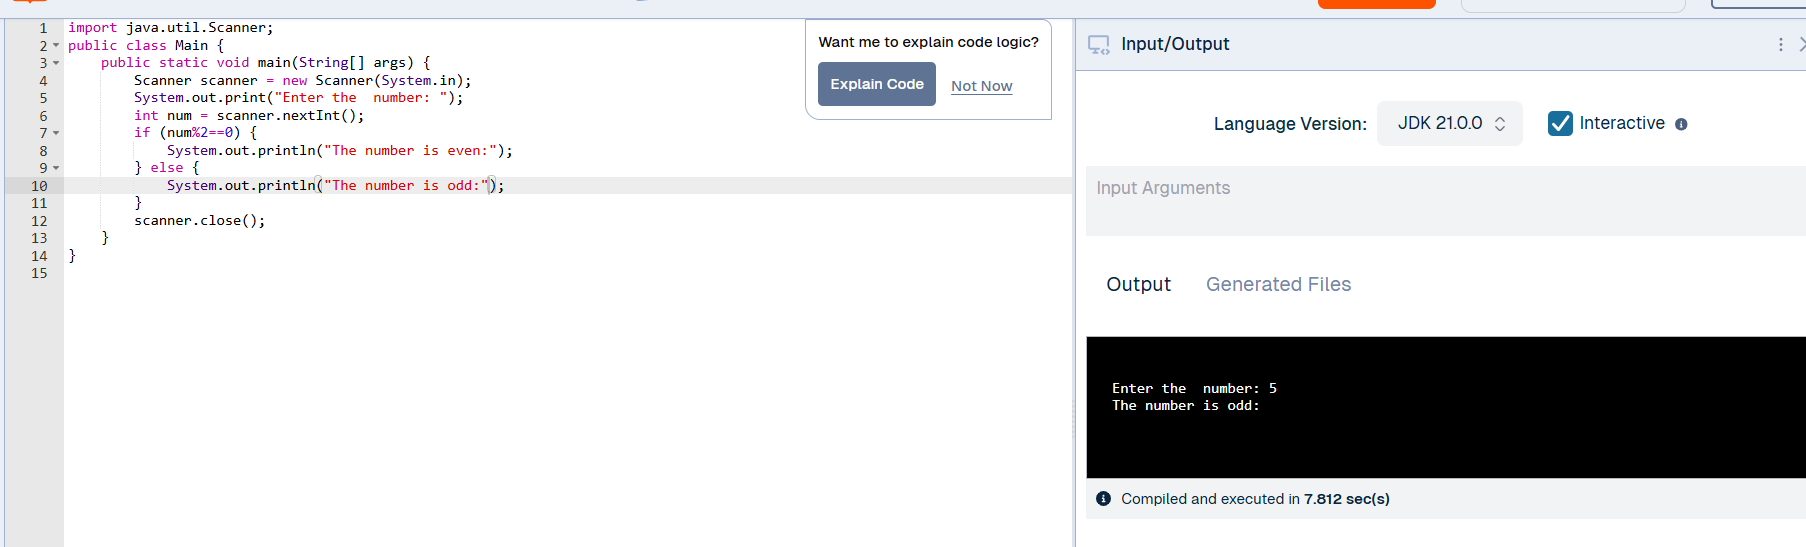 1 import java.util.Scanner;
2 public class Main {
3     public static void main(String[] args) {
4         Scanner scanner = new Scanner(System.in);
5         System.out.print("Enter the  number: ");
6         int num = scanner.nextInt();
7         if (num%2==0) {
8             System.out.println("The number is even:");
9         } else {
10             System.out.println("The number is odd:");
11         }
12         scanner.close();
13     }
14 }
15
Want me to explain code logic?
Explain Code Not Now
Input/Output
Language Version: JDK 21.0.0 Interactive
Input Arguments
Output Generated Files
Enter the  number: 5
The number is odd:
Compiled and executed in 7.812 sec(s)